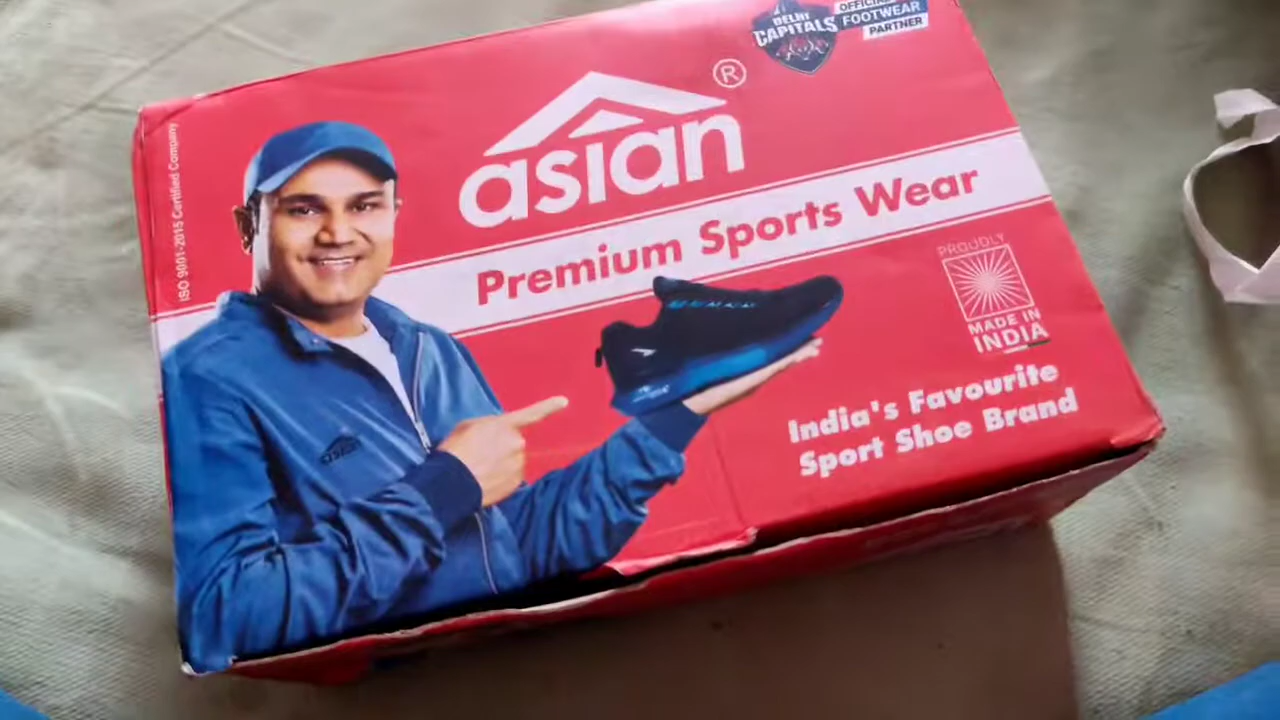 DELHI
CAPITALS
OFFICIAL
FOOTWEAR
PARTNER
®
asian
Premium Sports Wear
ISO 9001:2015 Certified Company
PROUDLY
MADE IN
INDIA
India's Favourite
Sport Shoe Brand
asian